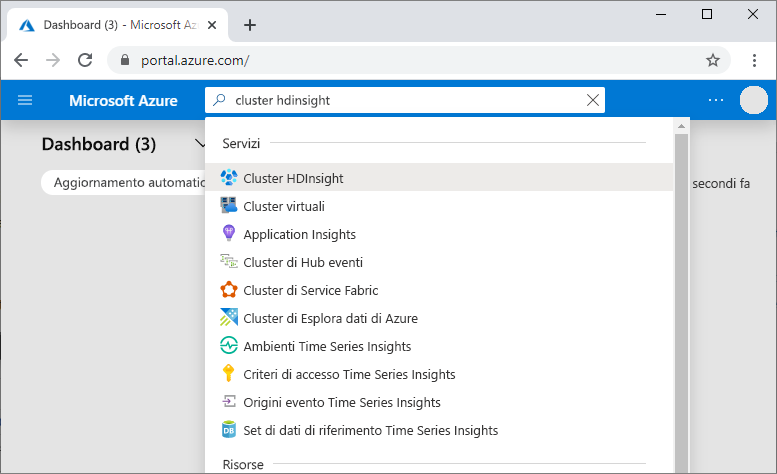 Dashboard (3) - Microsoft Az
portal.azure.com/
Microsoft Azure
cluster hdinsight
Dashboard (3)
Servizi
Aggiornamento automatic
secondi fa
Cluster HDInsight
Cluster virtuali
Application Insights
Cluster di Hub eventi
Cluster di Service Fabric
Cluster di Esplora dati di Azure
Ambienti Time Series Insights
Criteri di accesso Time Series Insights
Origini evento Time Series Insights
Set di dati di riferimento Time Series Insights
Risorse